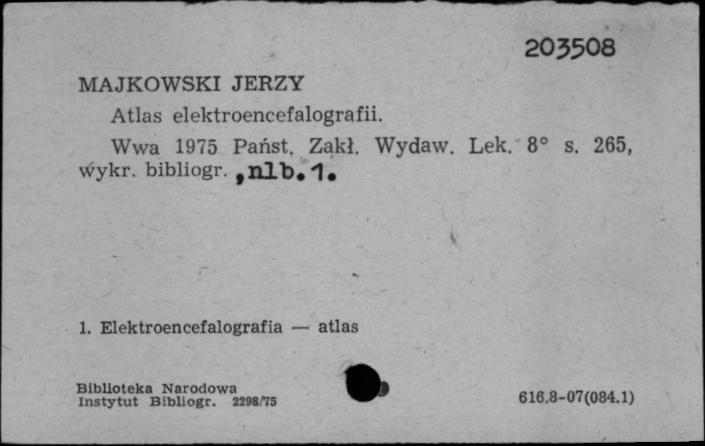 203508
MAJKOWSKI JERZY
Atlas elektroencefalografii.
Wwa 1975 Państ. Zakł. Wydaw. Lek. 8° s. 265,
wykr. bibliogr. , nlb. 1.
1. Elektroencefalografia — atlas
Biblioteka Narodowa
Instytut Bibliogr. 2298/75
616.8-07(084.1)